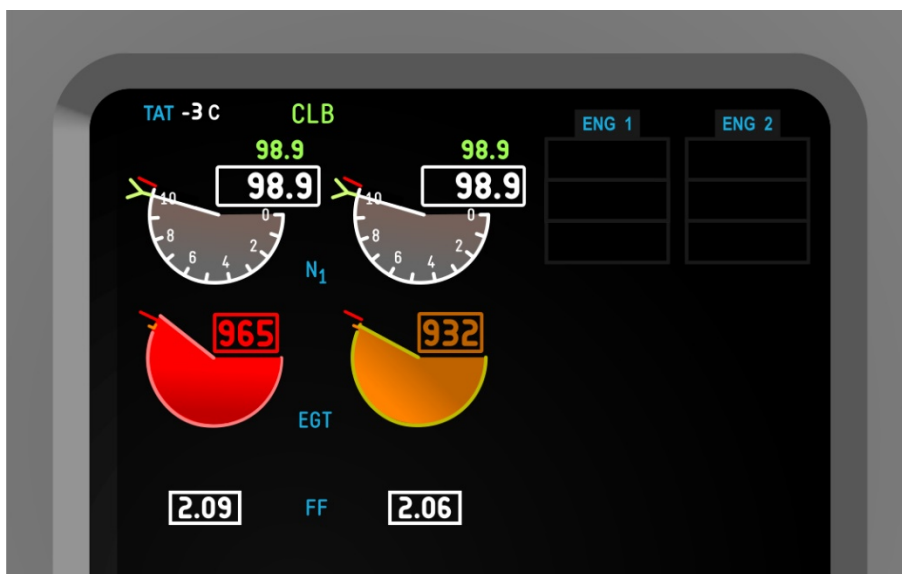 TAT -3 C CLB
ENG 1 ENG 2
98.9 98.9
98.9 98.9
10 8 6 4 2 0
10 8 6 4 2 0
N1
965 932
EGT
2.09 FF 2.06